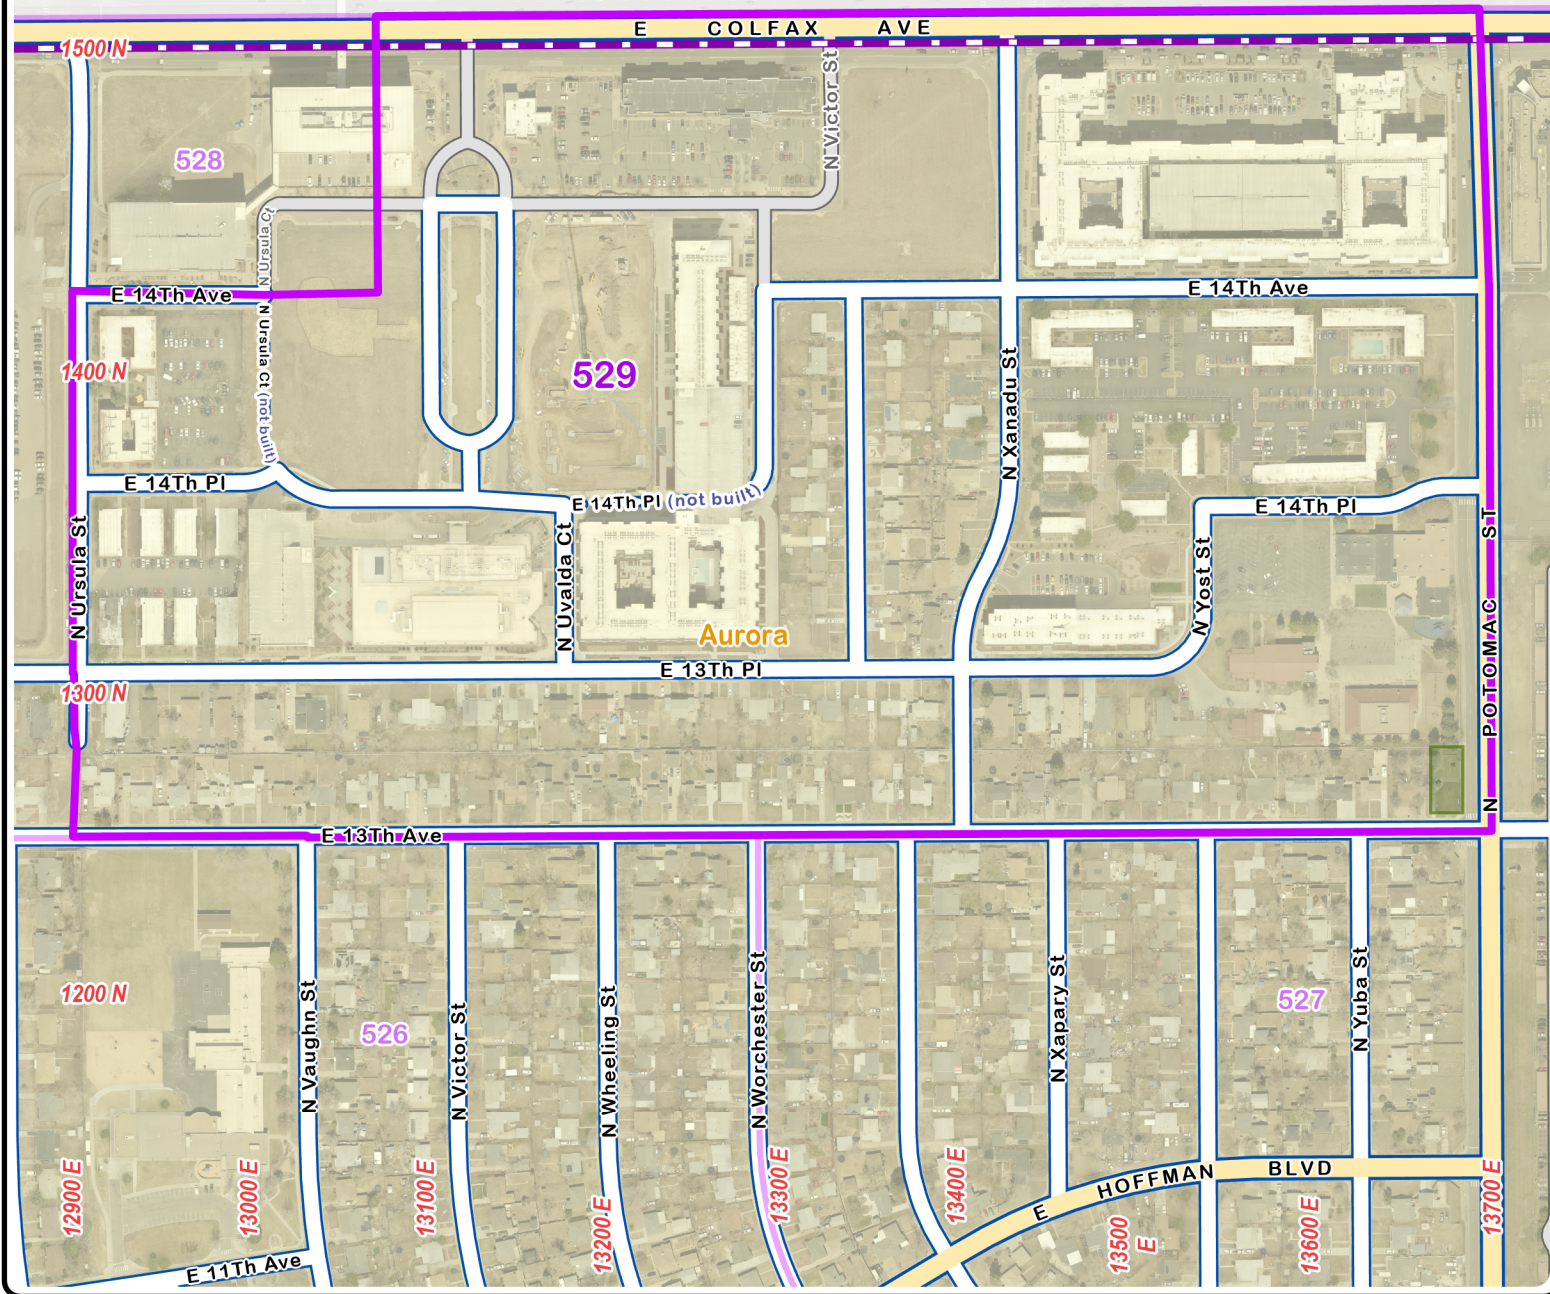 E COLFAX AVE
1500 N
N Victor St
528
N Ursula Ct
E 14Th Ave
E 14Th Ave
N Ursula Ct (not built)
1400 N
529
N Xanadu St
E 14Th Pl
E 14Th Pl (not built)
E 14Th Pl
N Ursula St
N Uvalda Ct
N Yost St
N POTOMAC ST
Aurora
E 13Th Pl
1300 N
E 13Th Ave
1200 N
N Vaughn St
526
N Victor St
N Wheeling St
N Worchester St
N Xapary St
527
N Yuba St
12900 E
13000 E
13100 E
13200 E
13300 E
13400 E
13500 E
13600 E
13700 E
E HOFFMAN BLVD
E 11Th Ave